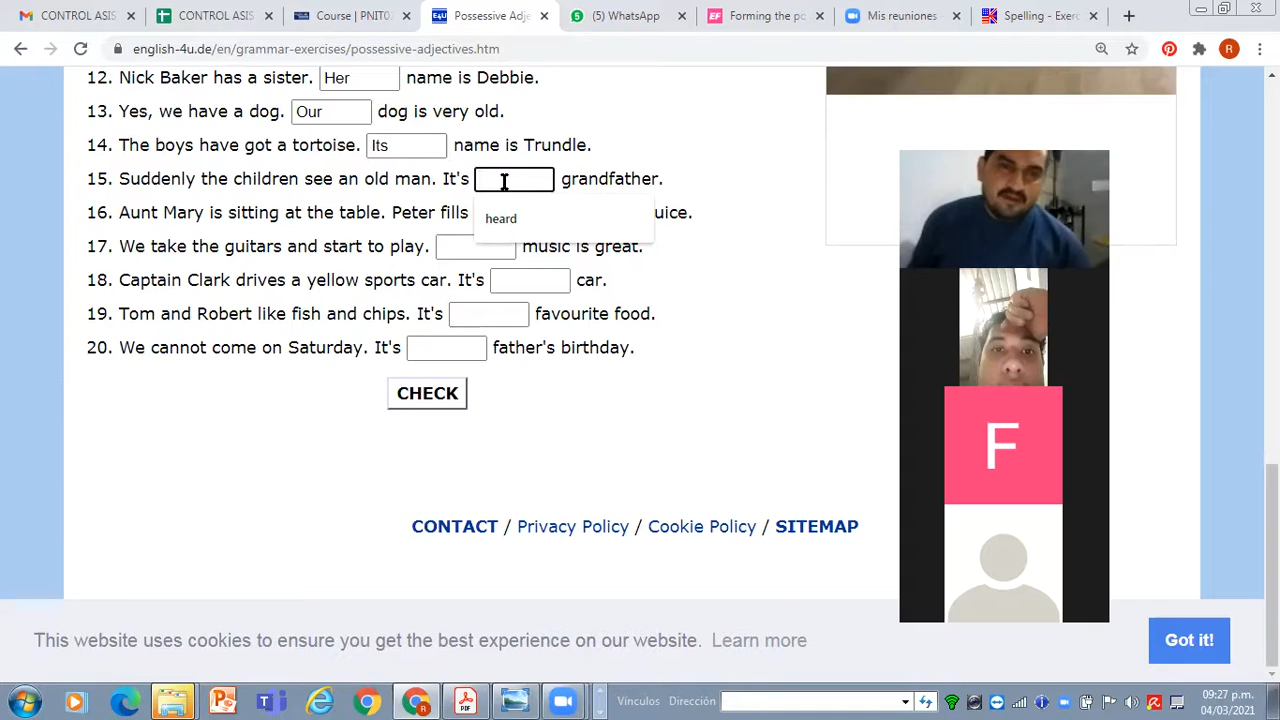 CONTROL ASIS
CONTROL ASIS
Course | PNIT0
Possessive Adj
WhatsApp
Forming the po
Mis reuniones -
Spelling - Exerc
english-4u.de/en/grammar-exercises/possessive-adjectives.htm
R
12. Nick Baker has a sister. Her name is Debbie.
13. Yes, we have a dog. Our dog is very old.
14. The boys have got a tortoise. Its name is Trundle.
15. Suddenly the children see an old man. It's grandfather.
heard
16. Aunt Mary is sitting at the table. Peter fills uice.
17. We take the guitars and start to play. music is great.
18. Captain Clark drives a yellow sports car. It's car.
19. Tom and Robert like fish and chips. It's favourite food.
20. We cannot come on Saturday. It's father's birthday.
CHECK
F
CONTACT / Privacy Policy / Cookie Policy / SITEMAP
This website uses cookies to ensure you get the best experience on our website. Learn more
Got it!
Vínculos Dirección
09:27 p.m.
04/03/2021